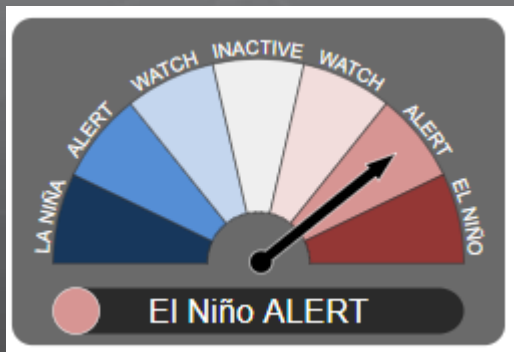 LA NIÑA
ALERT
WATCH
INACTIVE
WATCH
ALERT
EL NIÑO
El Niño ALERT